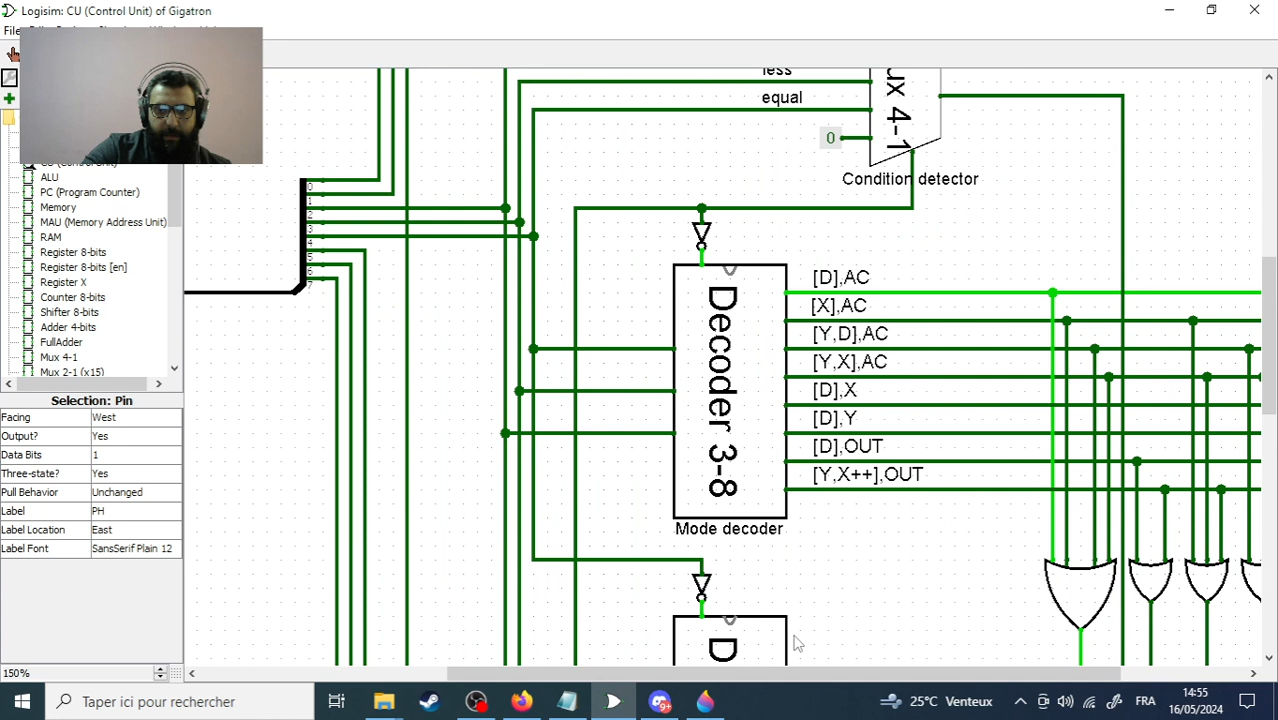 Logisim: CU (Control Unit) of Gigatron
File
ALU
PC (Program Counter)
Memory
MAU (Memory Address Unit)
RAM
Register 8-bits
Register 8-bits [en]
Register X
Counter 8-bits
Shifter 8-bits
Adder 4-bits
FullAdder
Mux 4-1
Mux 2-1 (x15)
Selection: Pin
Facing West
Output? Yes
Data Bits 1
Three-state? Yes
Pull Behavior Unchanged
Label PH
Label Location East
Label Font SansSerif Plain 12
150%
0
1
2
3
4
5
6
7
less
equal
0
ux 4-1
Condition detector
Decoder 3-8
[D],AC
[X],AC
[Y,D],AC
[Y,X],AC
[D],X
[D],Y
[D],OUT
[Y,X++],OUT
Mode decoder
D
Taper ici pour rechercher
9+
25°C Venteux
FRA
14:55
16/05/2024